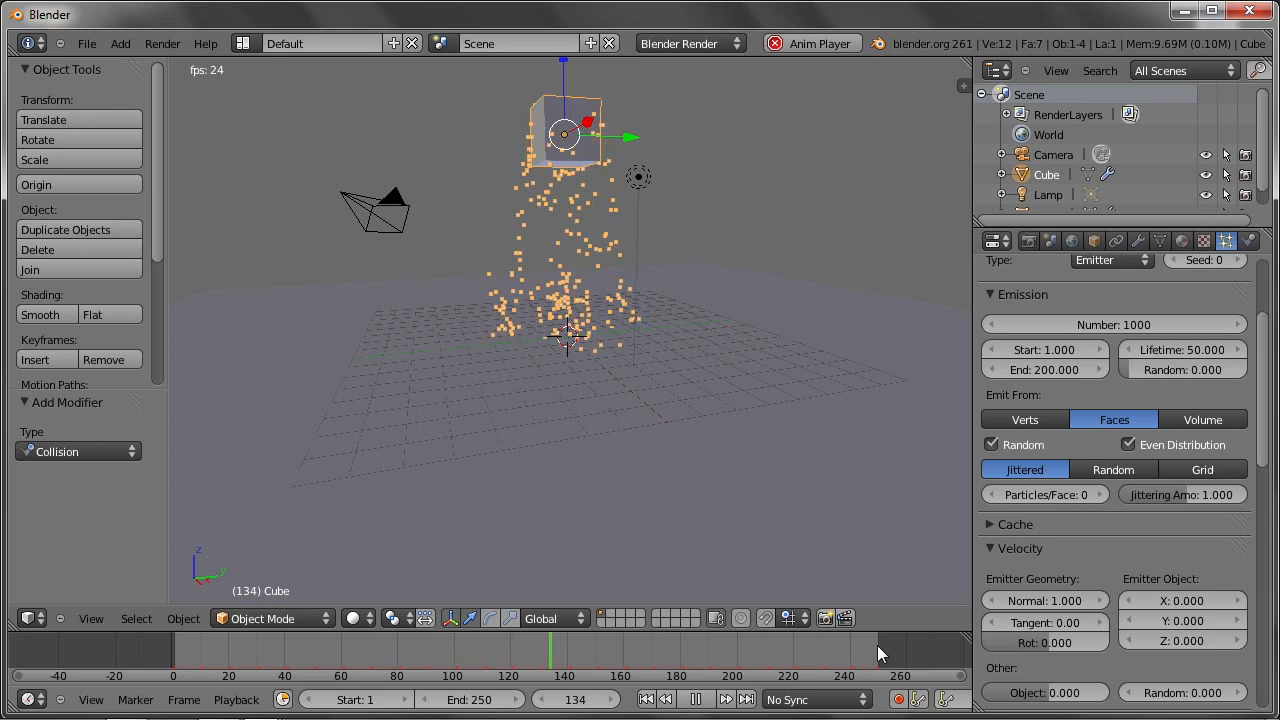 Blender
File Add Render Help Default Scene Blender Render Anim Player blender.org 261 | Ve:12 | Fa:7 | Ob:1-4 | La:1 | Mem:9.69M (0.10M) | Cube
Object Tools
Transform:
Translate
Rotate
Scale
Origin
Object:
Duplicate Objects
Delete
Join
Shading:
Smooth Flat
Keyframes:
Insert Remove
Motion Paths:
Add Modifier
Type
Collision
fps: 24
z
y
(134) Cube
View Select Object Object Mode Global
View Search All Scenes
Scene
RenderLayers
World
Camera
Cube
Lamp
Type: Emitter Seed: 0
Emission
Number: 1000
Start: 1.000 Lifetime: 50.000
End: 200.000 Random: 0.000
Emit From:
Verts Faces Volume
Random Even Distribution
Jittered Random Grid
Particles/Face: 0 Jittering Amo: 1.000
Cache
Velocity
Emitter Geometry: Emitter Object:
Normal: 1.000 X: 0.000
Tangent: 0.00 Y: 0.000
Rot: 0.000 Z: 0.000
Other:
Object: 0.000 Random: 0.000
-40 -20 0 20 40 60 80 100 120 140 160 180 200 220 240 260
View Marker Frame Playback Start: 1 End: 250 134 No Sync